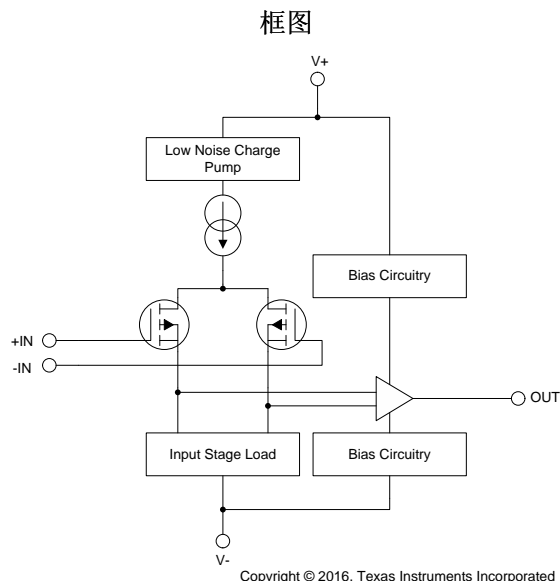 框图
V+
Low Noise Charge
Pump
Bias Circuitry
+IN
-IN
OUT
Input Stage Load
Bias Circuitry
V-
Copyright © 2016, Texas Instruments Incorporated